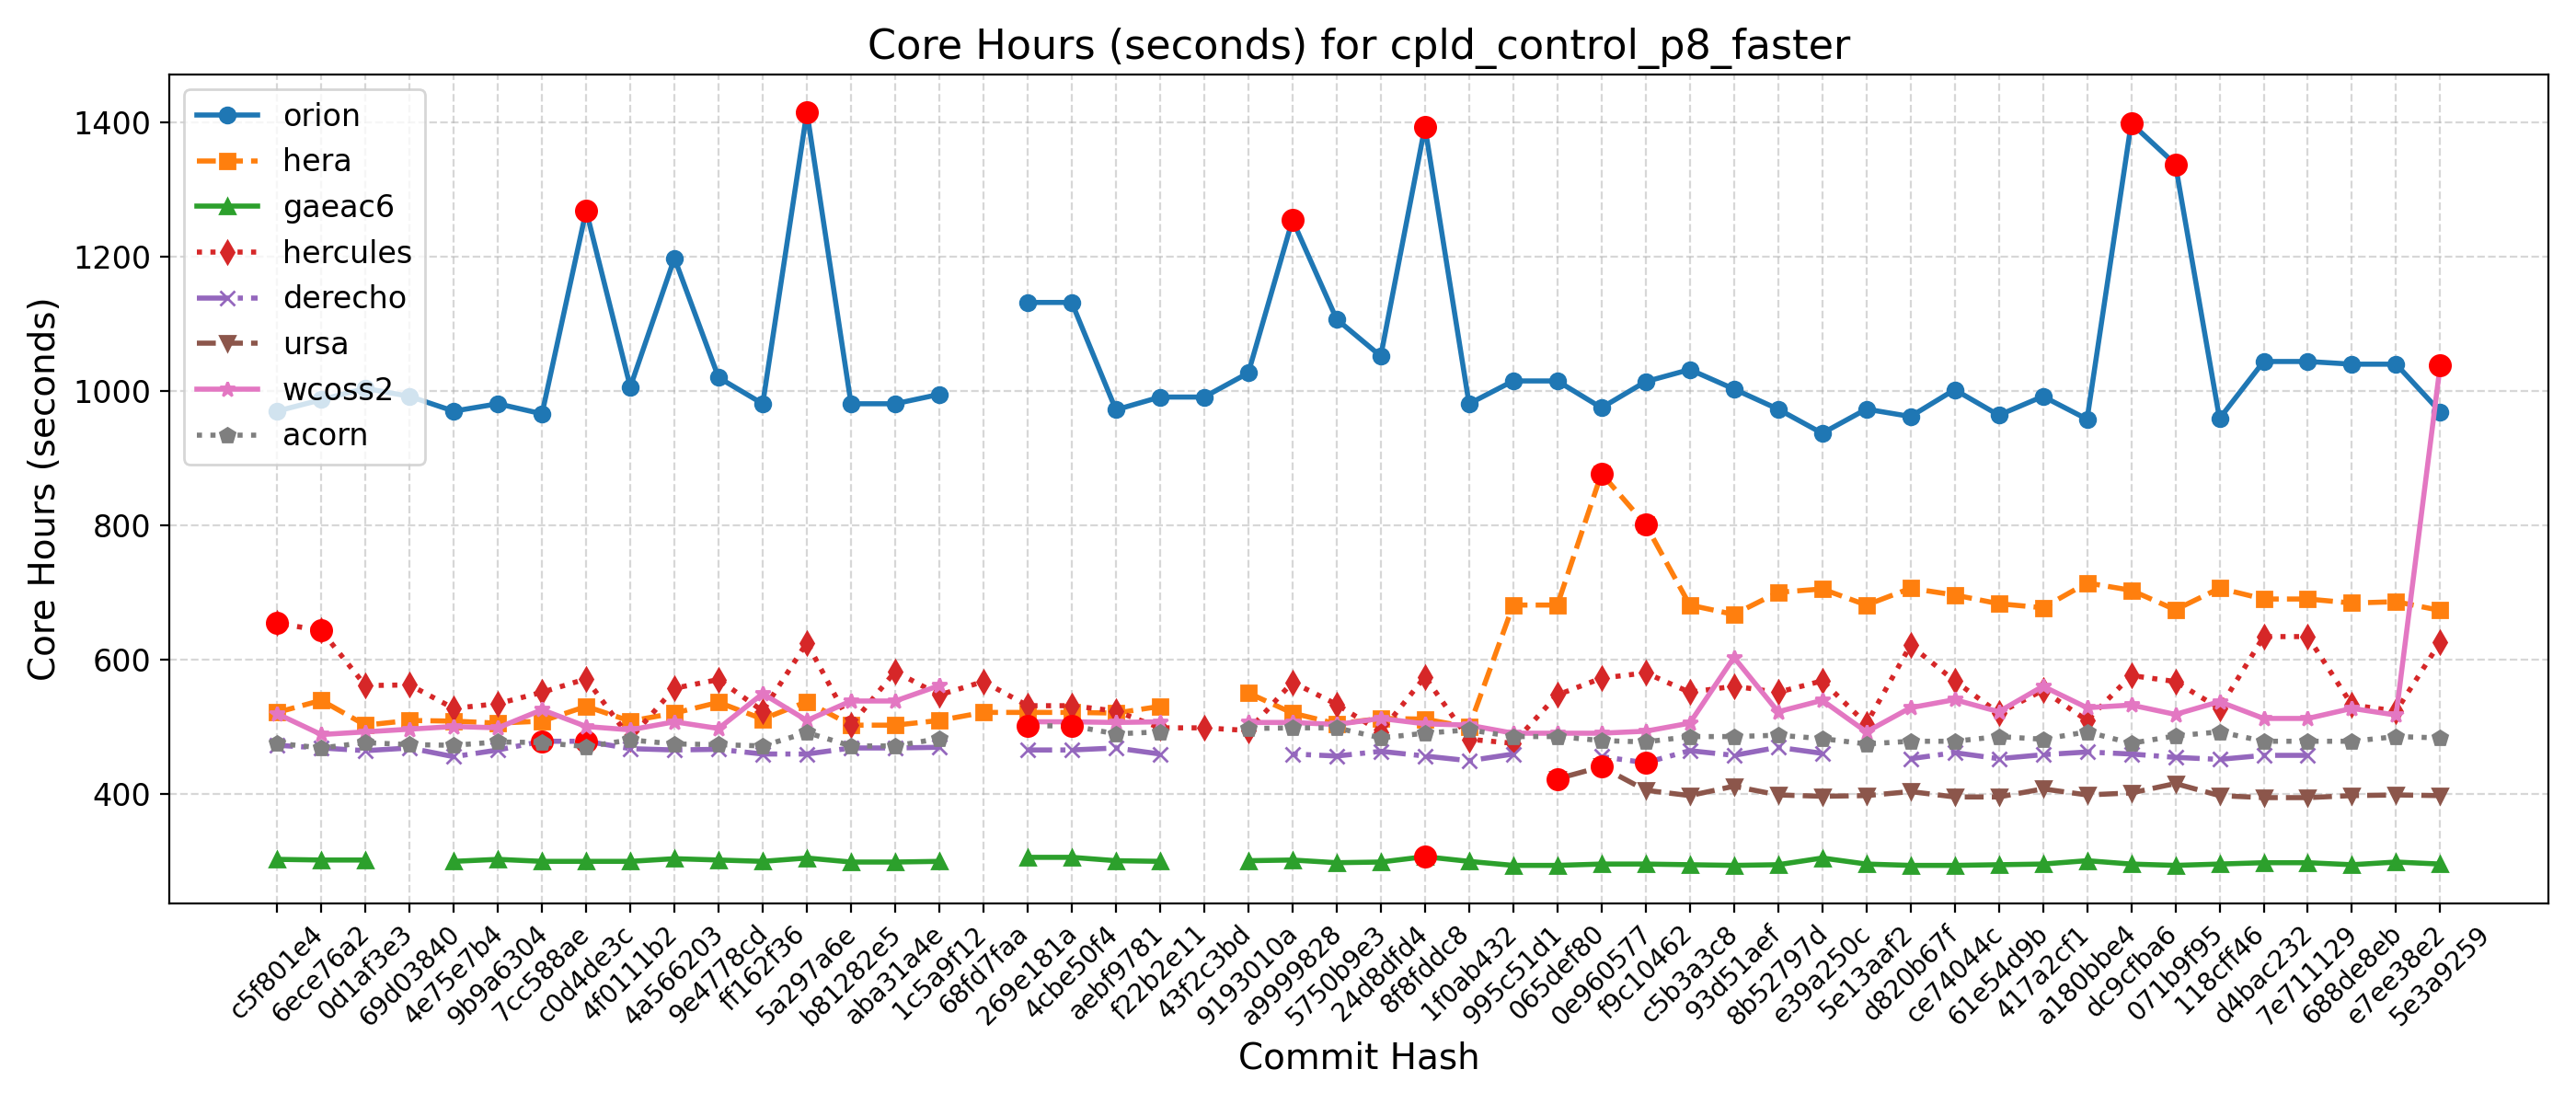 Core Hours (seconds) for cpld_control_p8_faster
Core Hours (seconds)
1400
1200
1000
800
600
400
orion
hera
gaeac6
hercules
derecho
ursa
wcoss2
acorn
c5f801e4
6ece76a2
0d1af3e3
69d03840
4e75e7b4
9b9a6304
7cc588ae
c0d4de3c
4f0111b2
4a566203
9e4778cd
ff162f36
5a297a6e
b81282e5
aba31a4e
1c5a9f12
68fd7faa
269e181a
4cbe50f4
aebf9781
f22b2e11
43f2c3bd
9193010a
a9999828
5750b9e3
24d8dfd4
8f8fddc8
1f0ab432
995c51d1
065def80
0e960577
f9c10462
c5b3a3c8
93d51aef
8b52797d
e39a250c
5e13aaf2
d820b67f
ce74044c
61e54d9b
417a2cf1
a180bbe4
dc9cfba6
071b9f95
118cff46
d4bac232
7e711129
688de8eb
e7ee38e2
5e3a9259
Commit Hash